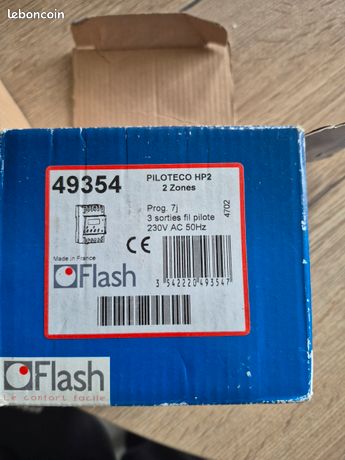 leboncoin
49354
PILOTECO HP2
2 Zones
Prog. 7j
3 sorties fil pilote
230V AC 50Hz
4702
CE
Made in France
Flash
3 542220 493547
Flash
Le confort facile